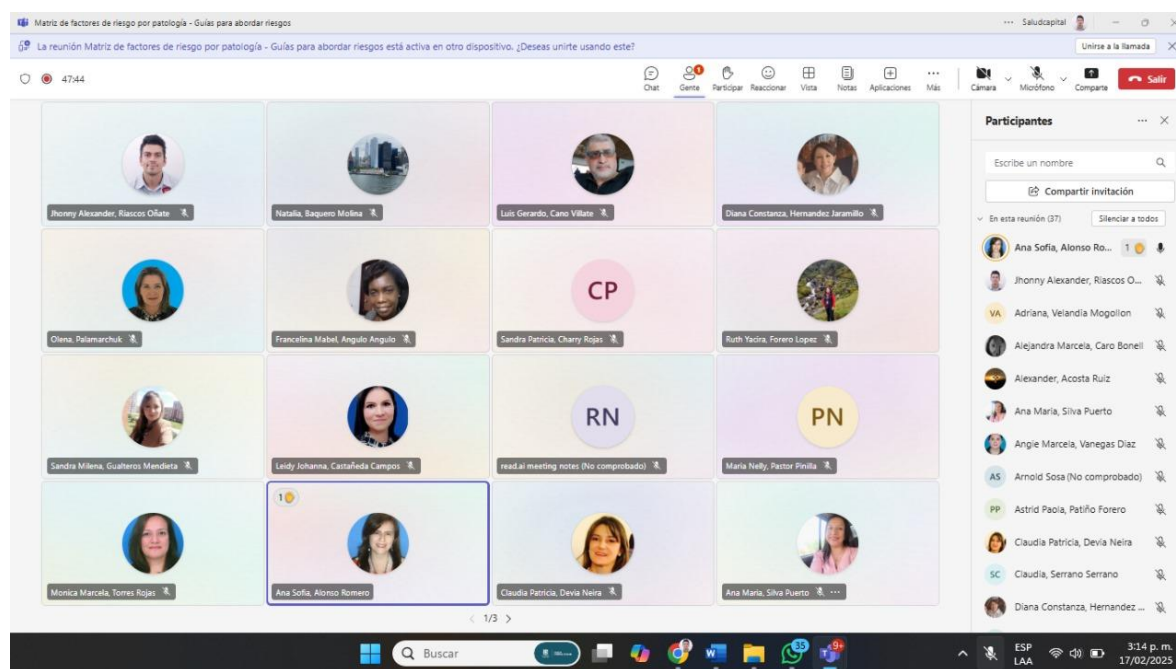 Matriz de factores de riesgo por patología - Guías para abordar riesgos
Saludcapital
La reunión Matriz de factores de riesgo por patología - Guías para abordar riesgos está activa en otro dispositivo. ¿Deseas unirte usando este?
Unirse a la llamada
47:44
Chat
Gente
Participar
Reaccionar
Vista
Notas
Aplicaciones
Más
Cámara
Micrófono
Comparte
Salir
Jhonny Alexander, Riascos Oñate
Natalia, Baquero Molina
Luis Gerardo, Cano Villate
Diana Constanza, Hernandez Jaramillo
Olena, Palamarchuk
Francelina Mabel, Angulo Angulo
CP
Sandra Patricia, Charry Rojas
Ruth Yacira, Forero Lopez
Sandra Milena, Gualteros Mendieta
Leidy Johanna, Castañeda Campos
RN
read.ai meeting notes (No comprobado)
PN
Maria Nelly, Pastor Pinilla
Monica Marcela, Torres Rojas
1
Ana Sofia, Alonso Romero
Claudia Patricia, Devia Neira
Ana Maria, Silva Puerto
1/3
Participantes
Escribe un nombre
Compartir invitación
En esta reunión (37)
Silenciar a todos
Ana Sofia, Alonso Ro... 1
Jhonny Alexander, Riascos O...
VA Adriana, Velandia Mogollon
Alejandra Marcela, Caro Bonell
Alexander, Acosta Ruiz
Ana Maria, Silva Puerto
Angie Marcela, Vanegas Diaz
AS Arnold Sosa (No comprobado)
PP Astrid Paola, Patiño Forero
Claudia Patricia, Devia Neira
SC Claudia, Serrano Serrano
Diana Constanza, Hernandez ...
Buscar
35
9+
ESP
LAA
3:14 p. m.
17/02/2025